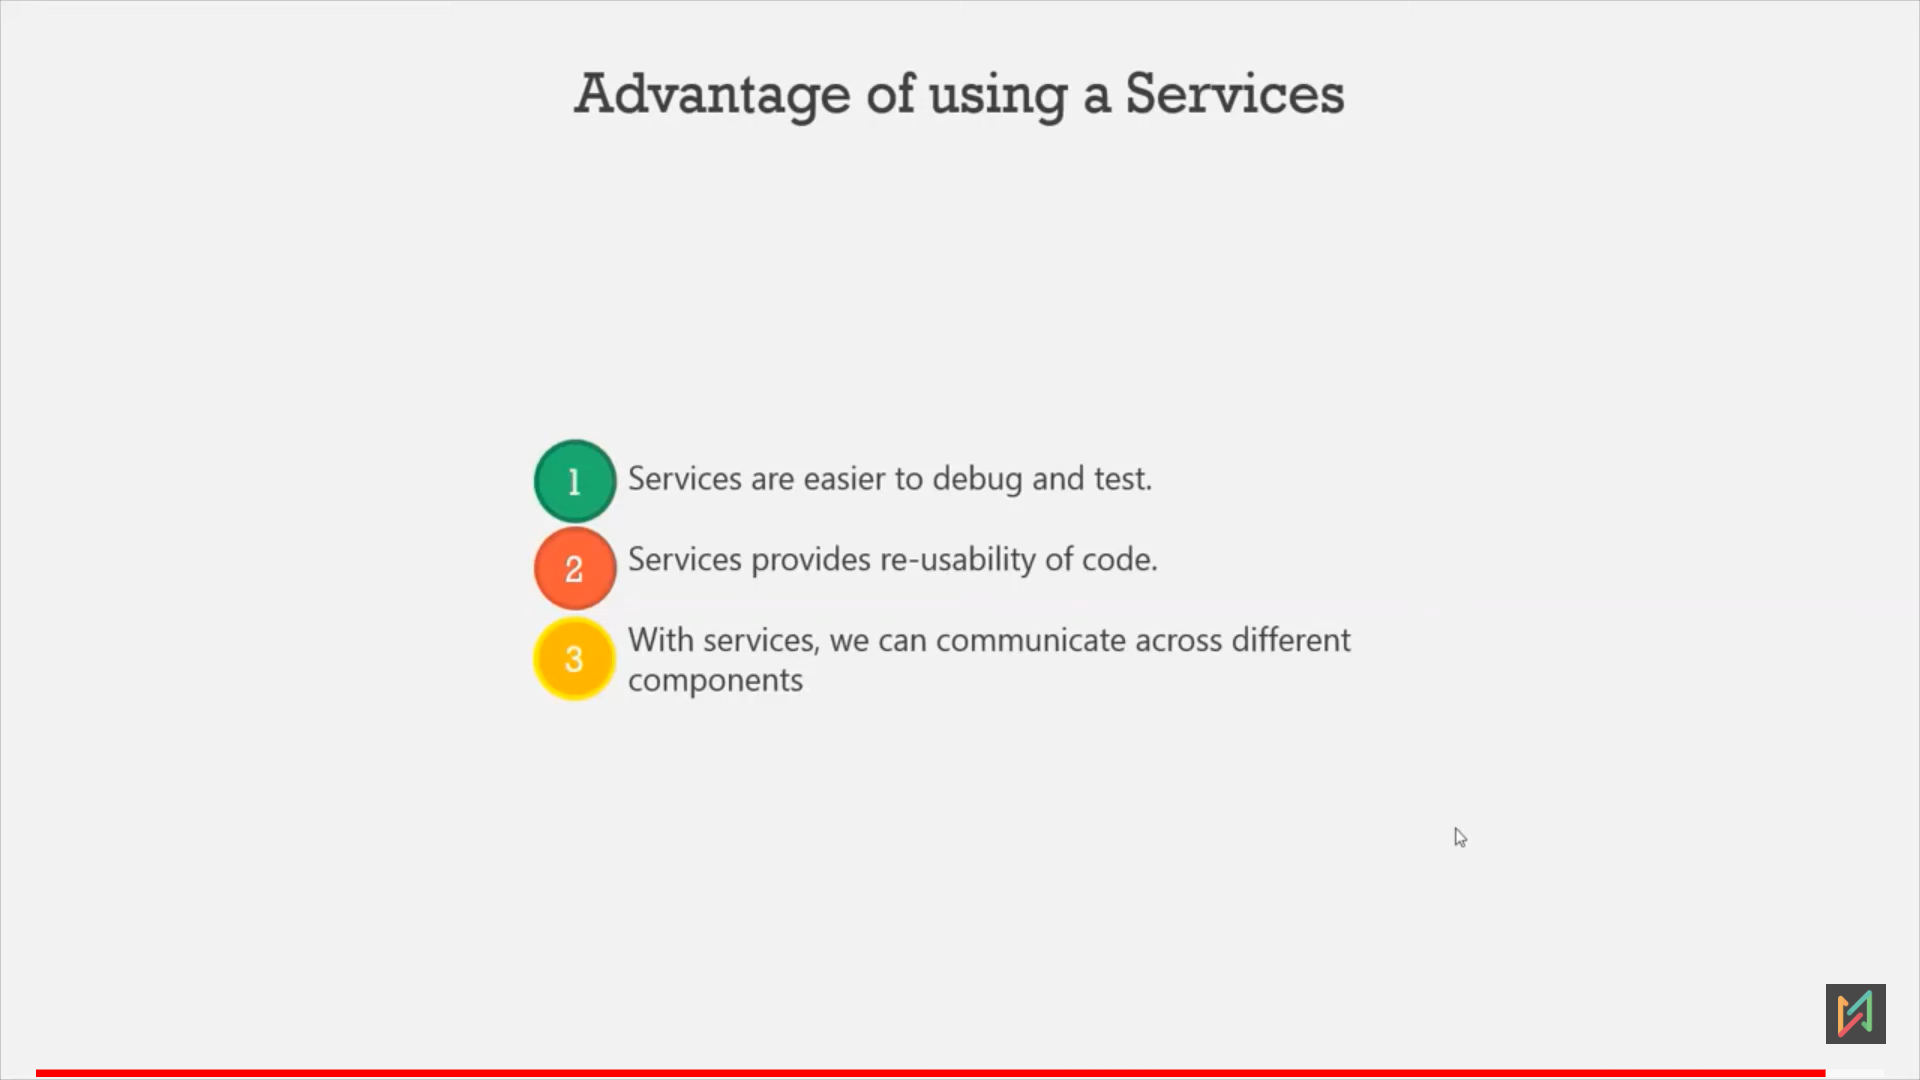 Advantage of using a Services
1 Services are easier to debug and test.
2 Services provides re-usability of code.
3 With services, we can communicate across different
components